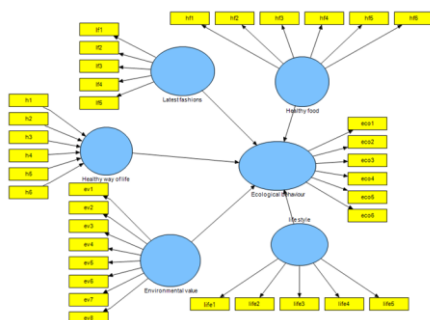 hf1 hf2 hf3 hf4 hf5 hf6
lf1
lf2
lf3
lf4
lf5
Latest fashions
Healthy food
h1
h2
h3
h4
h5
h6
Healthy way of life
eco1
eco2
eco3
eco4
eco5
eco6
Ecological behaviour
ev1
ev2
ev3
ev4
ev5
ev6
ev7
ev8
Environmental value
life style
life1 life2 life3 life4 life5